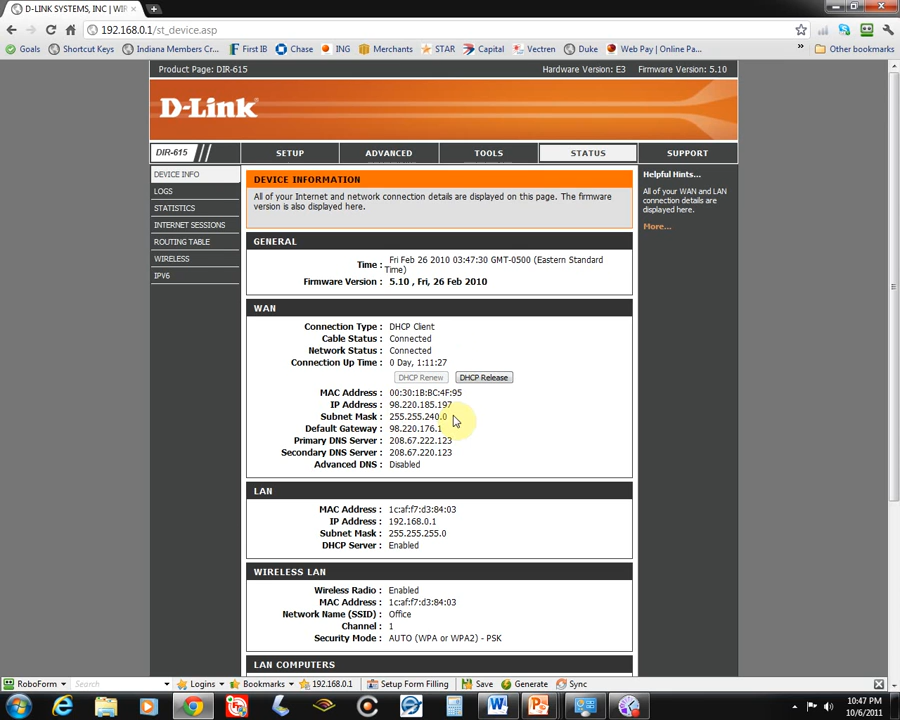 D-LINK SYSTEMS, INC. | WIR
192.168.0.1/st_device.asp
Goals Shortcut Keys Indiana Members Cr... First IB Chase ING Merchants STAR Capital Vectren Duke Web Pay | Online Pa... » Other bookmarks
Product Page: DIR-615 Hardware Version: E3 Firmware Version: 5.10
D-Link
DIR-615 SETUP ADVANCED TOOLS STATUS SUPPORT
DEVICE INFO
LOGS
STATISTICS
INTERNET SESSIONS
ROUTING TABLE
WIRELESS
IPV6
DEVICE INFORMATION
All of your Internet and network connection details are displayed on this page. The firmware
version is also displayed here.
GENERAL
Time : Fri Feb 26 2010 03:47:30 GMT-0500 (Eastern Standard
Time)
Firmware Version : 5.10 , Fri, 26 Feb 2010
WAN
Connection Type : DHCP Client
Cable Status : Connected
Network Status : Connected
Connection Up Time : 0 Day, 1:11:27
DHCP Renew DHCP Release
MAC Address : 00:30:1B:BC:4F:95
IP Address : 98.220.185.197
Subnet Mask : 255.255.240.0
Default Gateway : 98.220.176.1
Primary DNS Server : 208.67.222.123
Secondary DNS Server : 208.67.220.123
Advanced DNS : Disabled
LAN
MAC Address : 1c:af:f7:d3:84:03
IP Address : 192.168.0.1
Subnet Mask : 255.255.255.0
DHCP Server : Enabled
WIRELESS LAN
Wireless Radio : Enabled
MAC Address : 1c:af:f7:d3:84:03
Network Name (SSID) : Office
Channel : 1
Security Mode : AUTO (WPA or WPA2) - PSK
LAN COMPUTERS
Helpful Hints...
All of your WAN and LAN
connection details are
displayed here.
More...
RoboForm Search Logins Bookmarks 192.168.0.1 Setup Form Filling Save Generate Sync
10:47 PM
10/6/2011